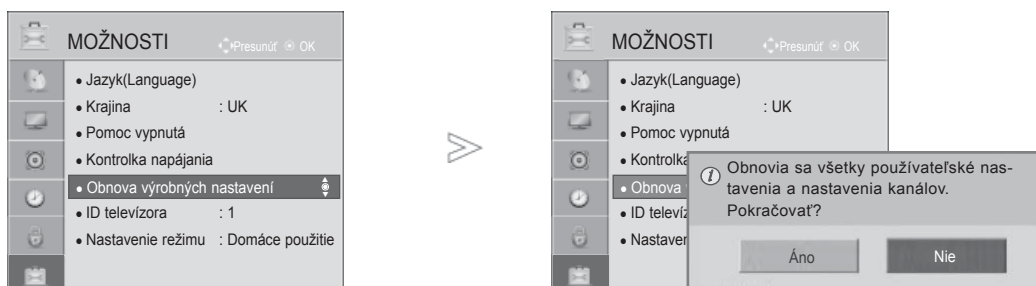 MOŽNOSTI
Presunúť OK
Jazyk(Language)
Krajina : UK
Pomoc vypnutá
Kontrolka napájania
Obnova výrobných nastavení
ID televízora : 1
Nastavenie režimu : Domáce použitie
MOŽNOSTI
Presunúť OK
Jazyk(Language)
Krajina : UK
Pomoc vypnutá
Kontrolka
Obnova
ID televíz
Nastaven
Obnovia sa všetky používateľské nas-
tavenia a nastavenia kanálov.
Pokračovať?
Áno Nie